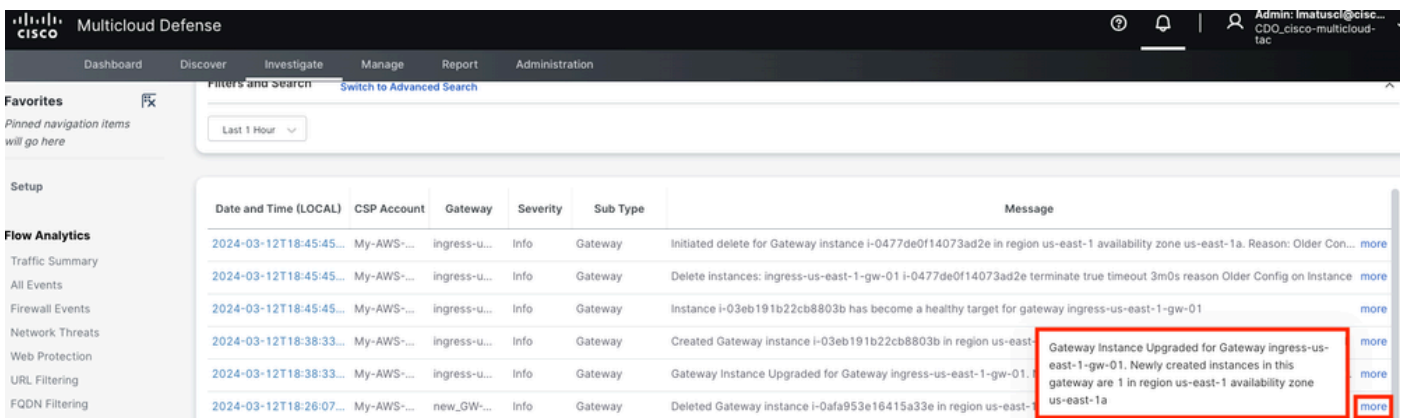 cisco Multicloud Defense
Admin: lmatuscl@cisc...
CDO_cisco-multicloud-
tac
Dashboard Discover Investigate Manage Report Administration
Filters and Search Switch to Advanced Search
Favorites
Pinned navigation items
will go here
Last 1 Hour
Setup
Flow Analytics
Traffic Summary
All Events
Firewall Events
Network Threats
Web Protection
URL Filtering
FQDN Filtering
Date and Time (LOCAL) CSP Account Gateway Severity Sub Type Message
2024-03-12T18:45:45... My-AWS-... ingress-u... Info Gateway Initiated delete for Gateway instance i-0477de0f14073ad2e in region us-east-1 availability zone us-east-1a. Reason: Older Con... more
2024-03-12T18:45:45... My-AWS-... ingress-u... Info Gateway Delete instances: ingress-us-east-1-gw-01 i-0477de0f14073ad2e terminate true timeout 3m0s reason Older Config on Instance more
2024-03-12T18:45:45... My-AWS-... ingress-u... Info Gateway Instance i-03eb191b22cb8803b has become a healthy target for gateway ingress-us-east-1-gw-01 more
2024-03-12T18:38:33... My-AWS-... ingress-u... Info Gateway Created Gateway instance i-03eb191b22cb8803b in region us-east- more
2024-03-12T18:38:33... My-AWS-... ingress-u... Info Gateway Gateway Instance Upgraded for Gateway ingress-us-east-1-gw-01. more
2024-03-12T18:26:07... My-AWS-... new_GW-... Info Gateway Deleted Gateway instance i-0afa953e16415a33e in region us-east-1 more
Gateway Instance Upgraded for Gateway ingress-us-
east-1-gw-01. Newly created instances in this
gateway are 1 in region us-east-1 availability zone
us-east-1a